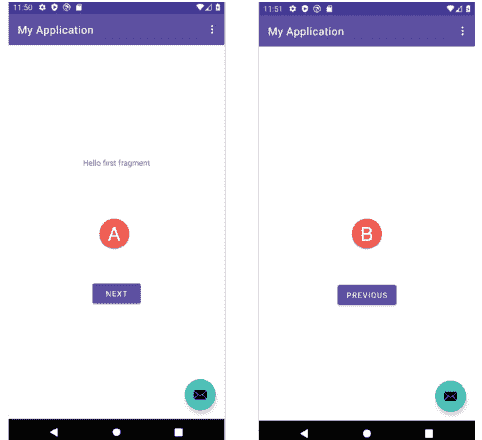 11:50
My Application
Hello first fragment
A
NEXT
11:51
My Application
B
PREVIOUS